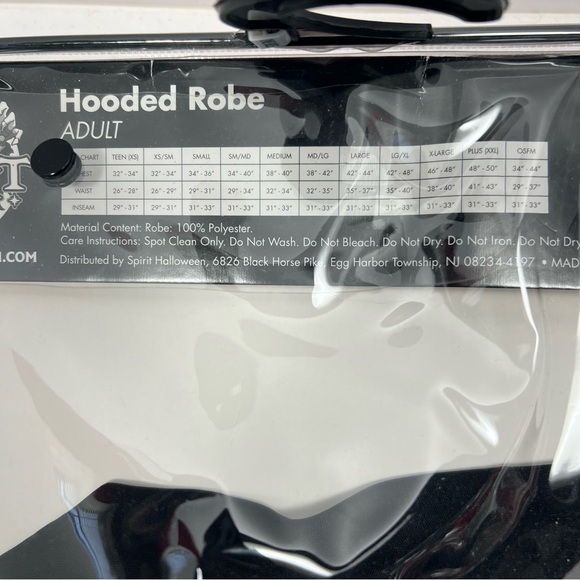 Hooded Robe
ADULT
CHART TEEN (XS) XS/SM SMALL SM/MD MEDIUM MD/LG LARGE LG/XL X-LARGE PLUS (XXL) OSFM
32" - 34" 32" - 34" 34" - 36" 34" - 40" 38" - 40" 38" - 42" 42" - 44" 42" - 48" 46" - 48" 48" - 50" 34" - 44"
WAIST 26" - 28" 26" - 29" 29" - 31" 29" - 34" 32" - 34" 32" - 35" 35" - 37" 35" - 40" 38" - 40" 41" - 43" 29" - 37"
INSEAM 29" - 31" 29" - 31" 31" - 33" 31" - 33" 31" - 33" 31" - 33" 31" - 33" 31" - 33" 31" - 33" 31" - 33" 31" - 33"
Material Content: Robe: 100% Polyester.
Care Instructions: Spot Clean Only. Do Not Wash. Do Not Bleach. Do Not Dry. Do Not Iron. Do Not Dry
.COM
Distributed by Spirit Halloween, 6826 Black Horse Pike, Egg Harbor Township, NJ 08234-4197 • MAD